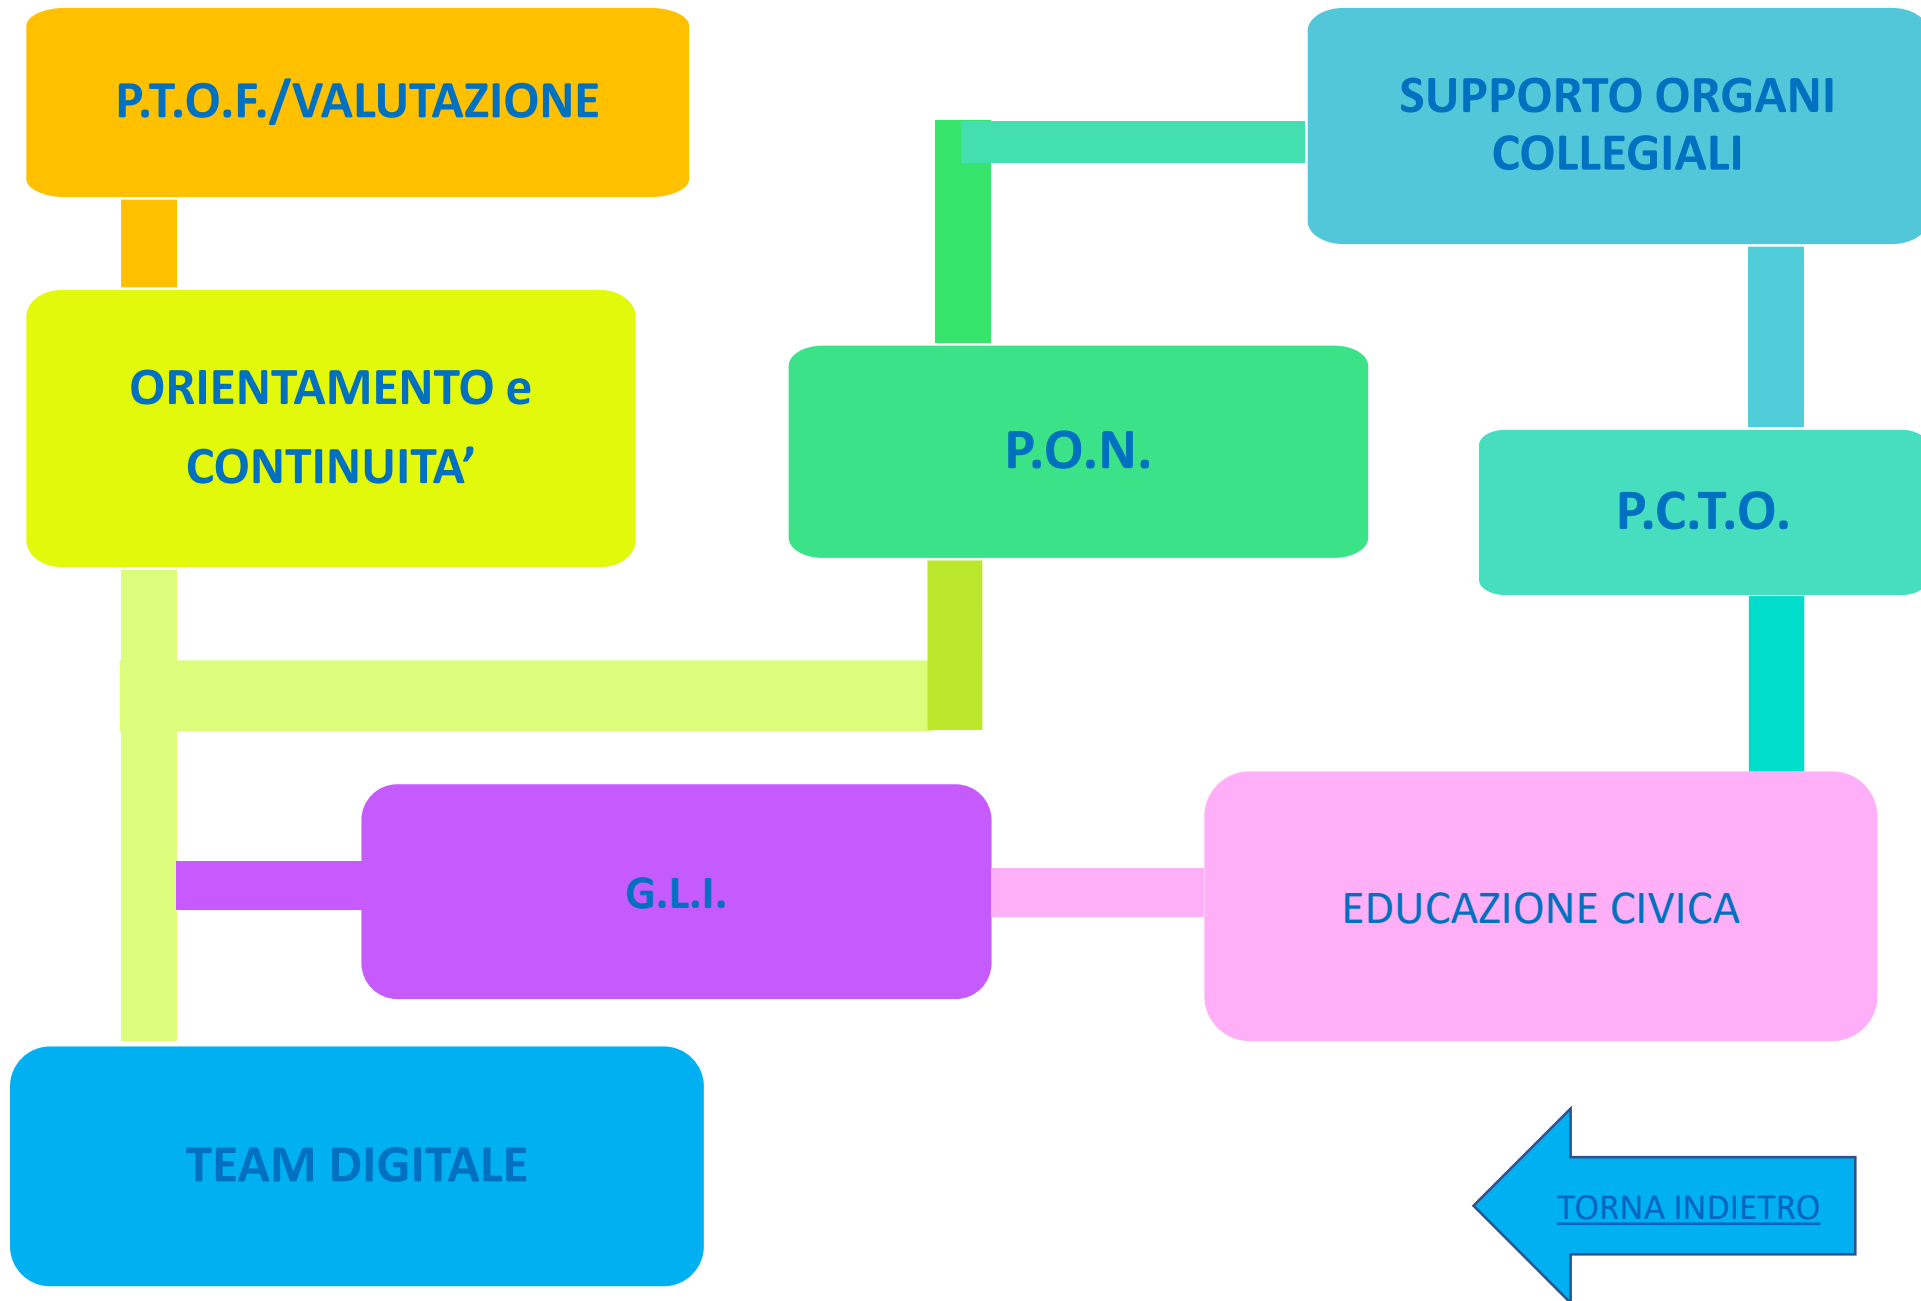 P.T.O.F./VALUTAZIONE
SUPPORTO ORGANI
COLLEGIALI
ORIENTAMENTO e
CONTINUITA’
P.O.N.
P.C.T.O.
G.L.I.
EDUCAZIONE CIVICA
TEAM DIGITALE
TORNA INDIETRO